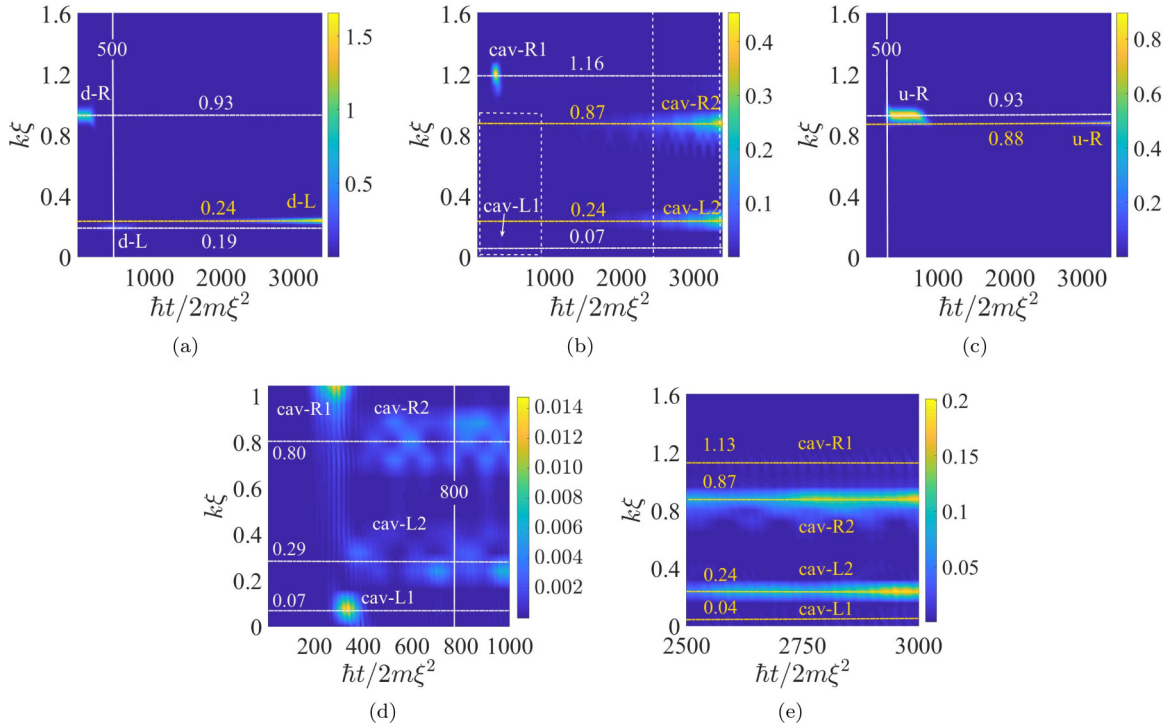 1.6
1.2
0.8
0.4
0
kξ
500
d-R
0.93
0.24
d-L
d-L
0.19
1000 2000 3000
ħt/2mξ²
1.5
1
0.5
(a)
1.6
1.2
0.8
0.4
0
kξ
cav-R1
1.16
0.87
cav-R2
cav-L1
0.24
cav-L2
0.07
1000 2000 3000
ħt/2mξ²
0.4
0.3
0.2
0.1
(b)
1.6
1.2
0.8
0.4
0
kξ
500
u-R
0.93
0.88
u-R
1000 2000 3000
ħt/2mξ²
0.8
0.6
0.4
0.2
(c)
1
0.8
0.6
0.4
0.2
0
kξ
cav-R1
cav-R2
0.80
800
cav-L2
0.29
0.07
cav-L1
200 400 600 800 1000
ħt/2mξ²
0.014
0.012
0.010
0.008
0.006
0.004
0.002
(d)
1.6
1.2
0.8
0.4
0
kξ
1.13
cav-R1
0.87
cav-R2
cav-L2
0.24
0.04
cav-L1
2500 2750 3000
ħt/2mξ²
0.2
0.15
0.1
0.05
(e)